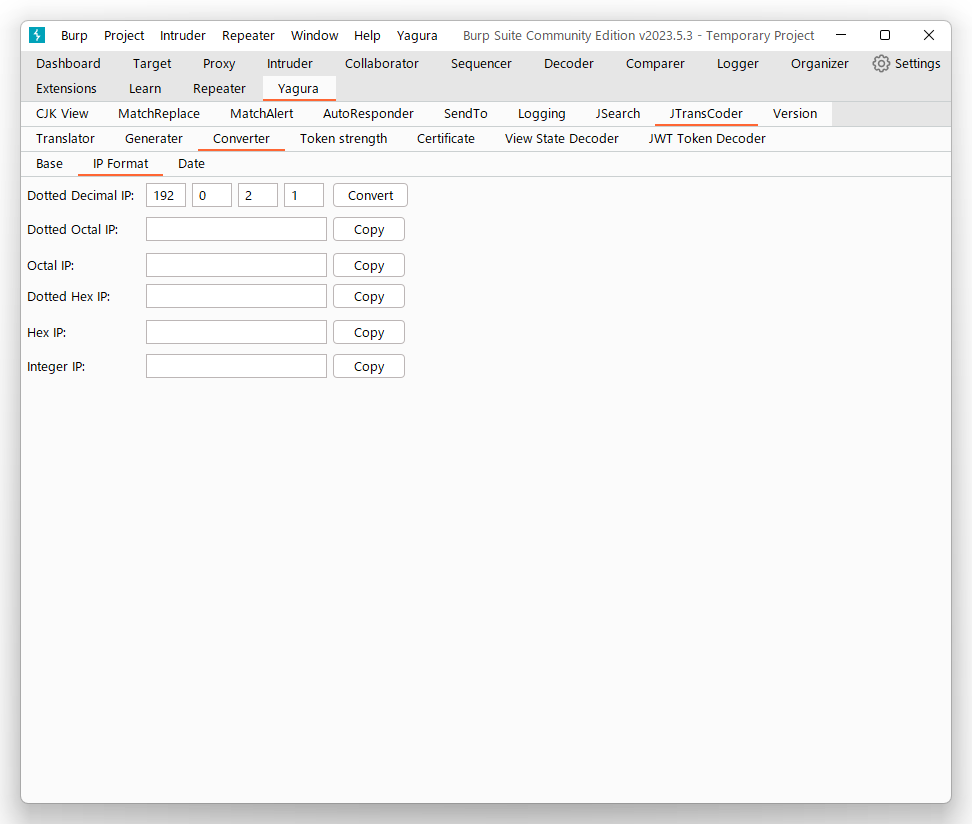 Burp Project Intruder Repeater Window Help Yagura Burp Suite Community Edition v2023.5.3 - Temporary Project
Dashboard Target Proxy Intruder Collaborator Sequencer Decoder Comparer Logger Organizer Settings
Extensions Learn Repeater Yagura
CJK View MatchReplace MatchAlert AutoResponder SendTo Logging JSearch JTransCoder Version
Translator Generater Converter Token strength Certificate View State Decoder JWT Token Decoder
Base IP Format Date
Dotted Decimal IP: 192 0 2 1 Convert
Dotted Octal IP: Copy
Octal IP: Copy
Dotted Hex IP: Copy
Hex IP: Copy
Integer IP: Copy